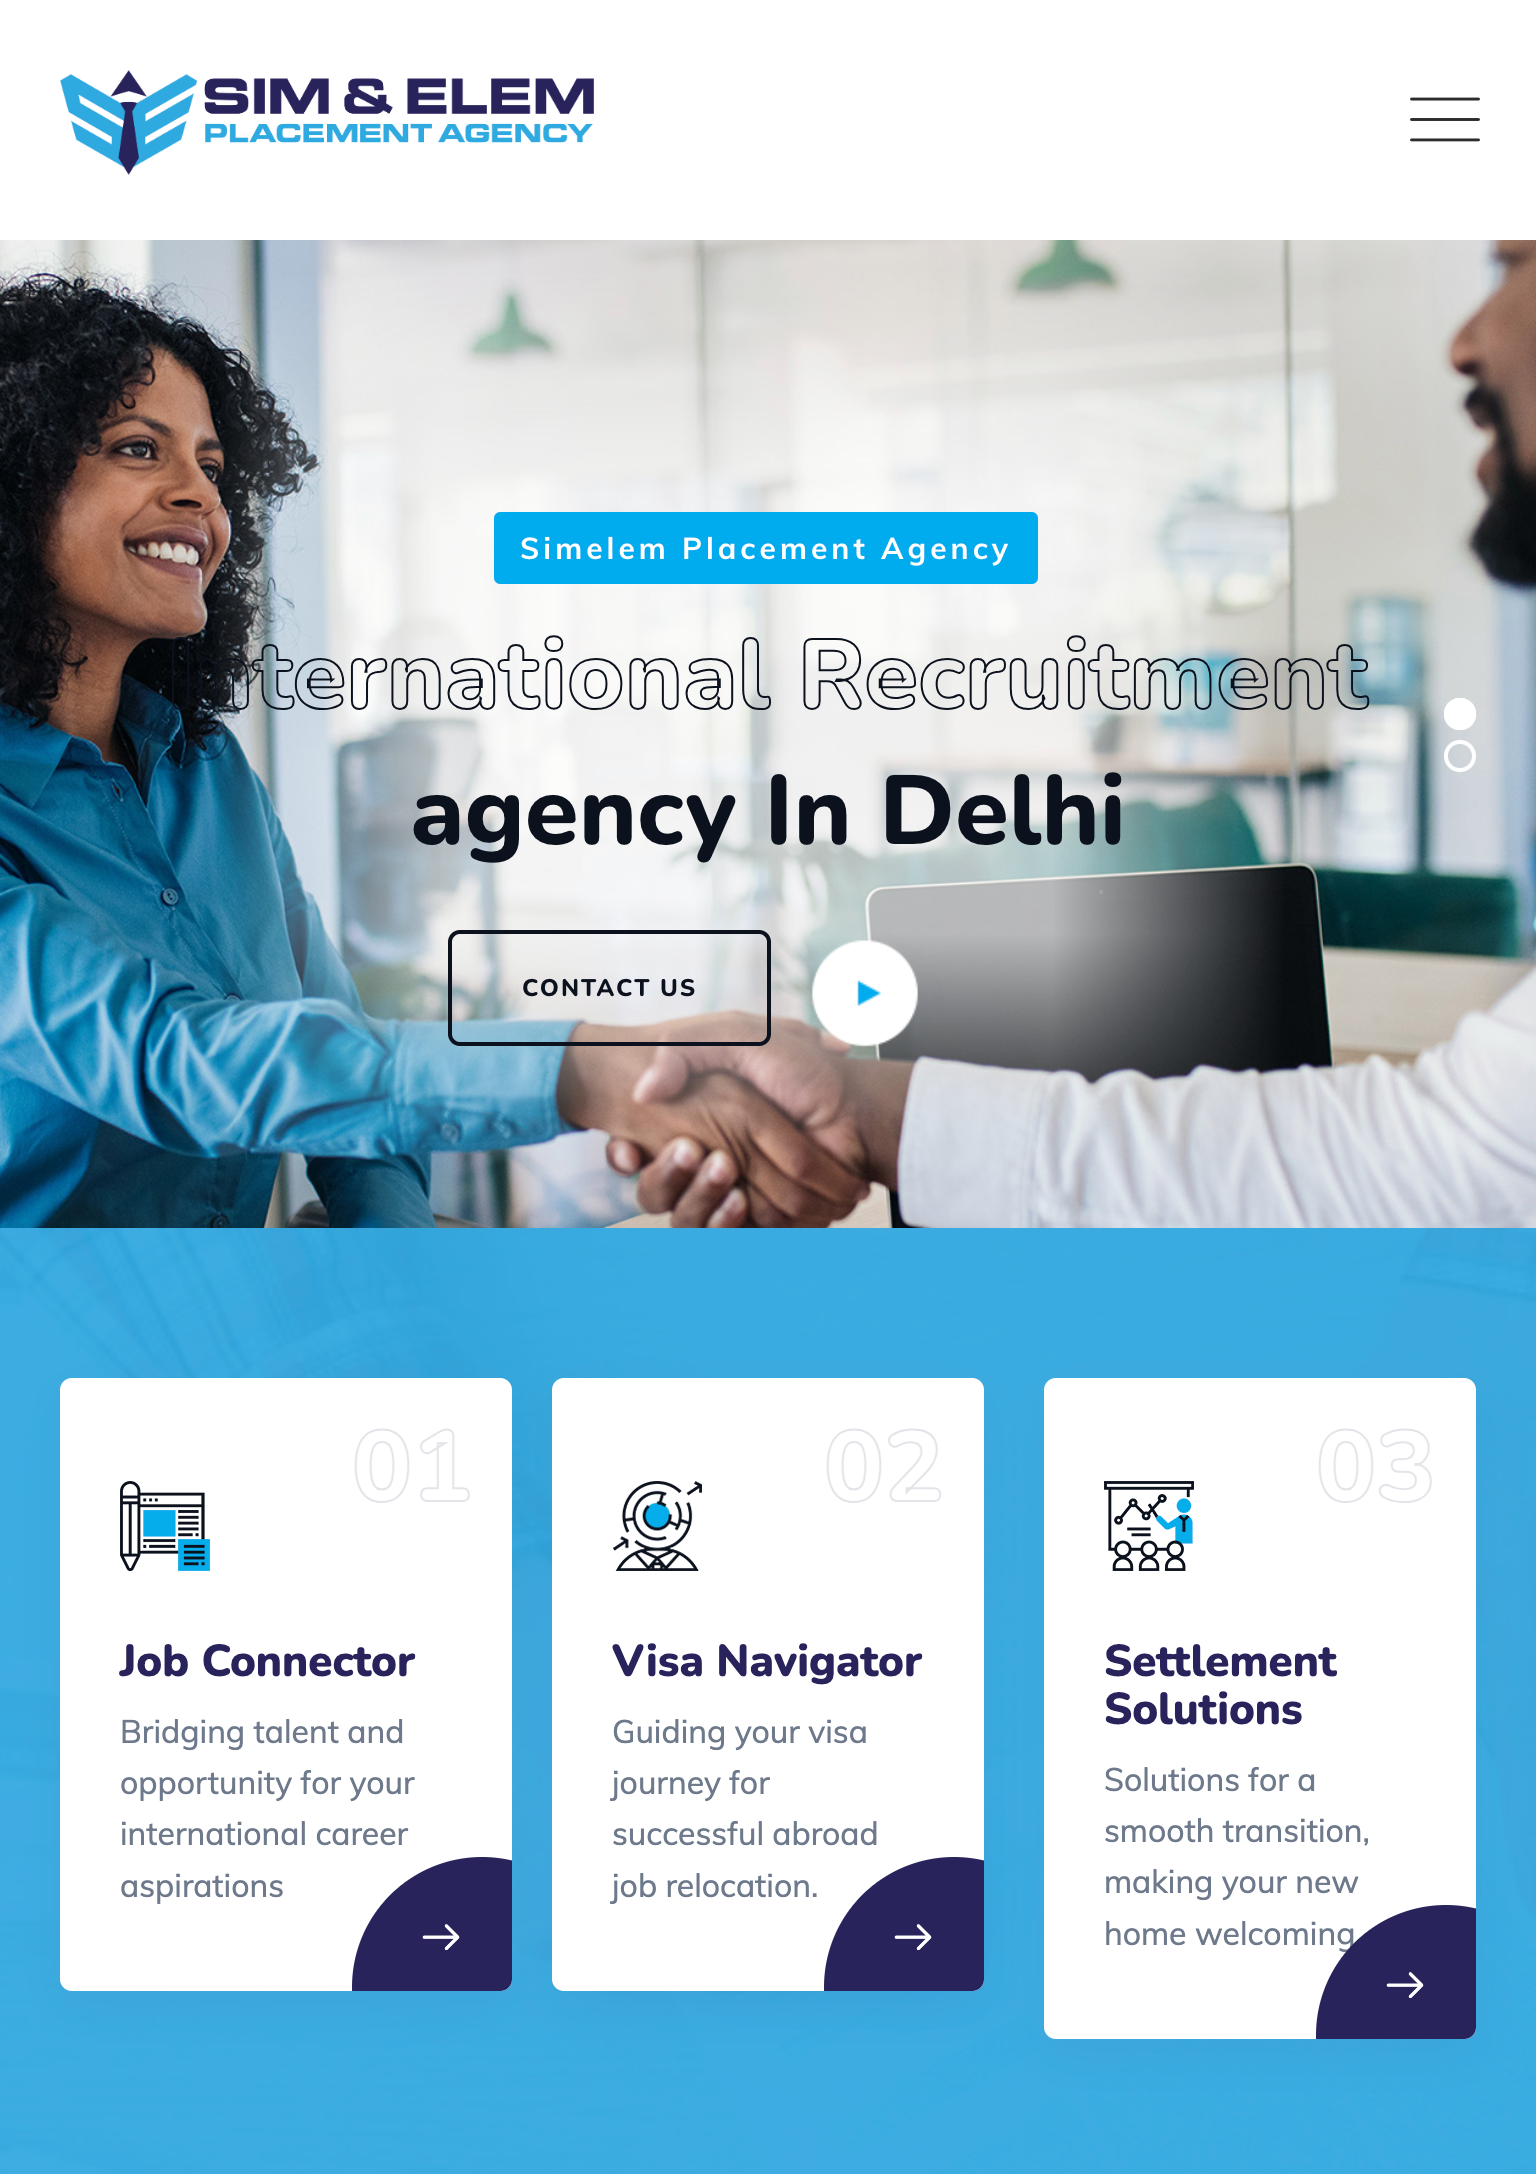 SIM & ELEM
PLACEMENT AGENCY
Simelem Placement Agency
International Recruitment
agency In Delhi
CONTACT US
01
Job Connector
Bridging talent and
opportunity for your
international career
aspirations
02
Visa Navigator
Guiding your visa
journey for
successful abroad
job relocation.
03
Settlement
Solutions
Solutions for a
smooth transition,
making your new
home welcoming